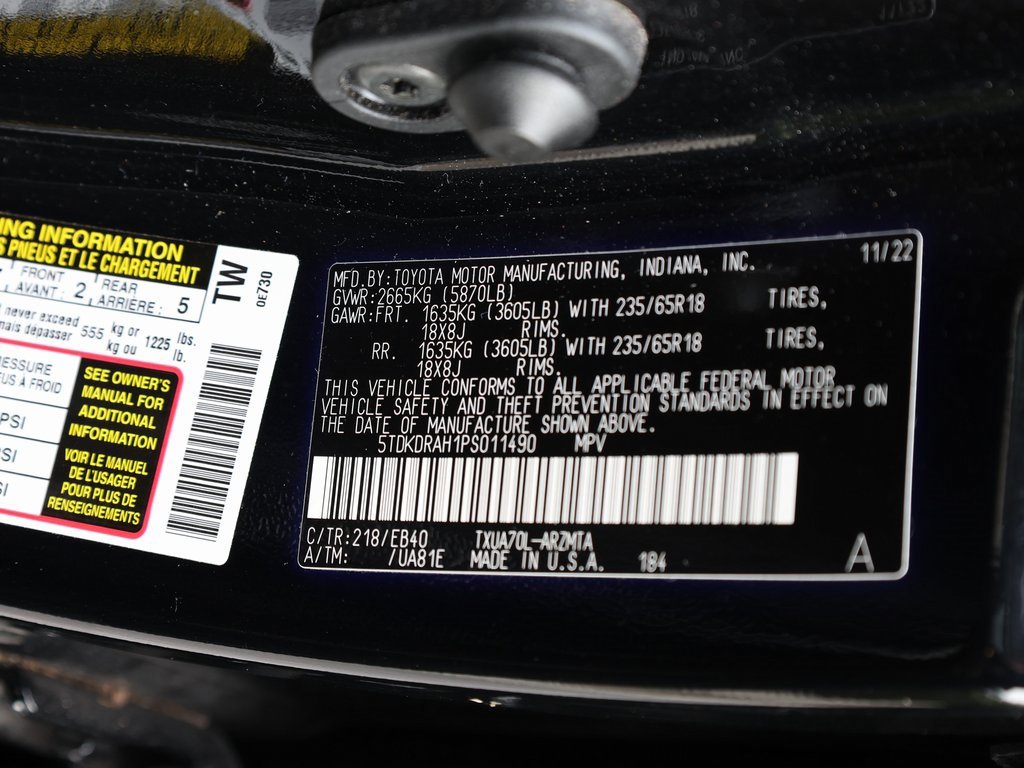 ING INFORMATION
S PNEUS ET LE CHARGEMENT
FRONT
AVANT: 2
REAR
ARRIÈRE: 5
never exceed 555 kg or 1225 lbs.
mais dépasser kg ou lb.
ESSURE
US À FROID
PSI
SI
SI
SEE OWNER'S
MANUAL FOR
ADDITIONAL
INFORMATION
VOIR LE MANUEL
DE L'USAGER
POUR PLUS DE
RENSEIGNEMENTS
TW
0E730
MFD.BY:TOYOTA MOTOR MANUFACTURING, INDIANA, INC. 11/22
GVWR:2665KG (5870LB)
GAWR:FRT. 1635KG (3605LB) WITH 235/65R18 TIRES,
18X8J RIMS.
RR. 1635KG (3605LB) WITH 235/65R18 TIRES,
18X8J RIMS.
THIS VEHICLE CONFORMS TO ALL APPLICABLE FEDERAL MOTOR
VEHICLE SAFETY AND THEFT PREVENTION STANDARDS IN EFFECT ON
THE DATE OF MANUFACTURE SHOWN ABOVE.
5TDKDRAH1PS011490 MPV
C/TR:218/EB40 TXUA70L-ARZMTA
A/TM: /UA81E MADE IN U.S.A. 184
A